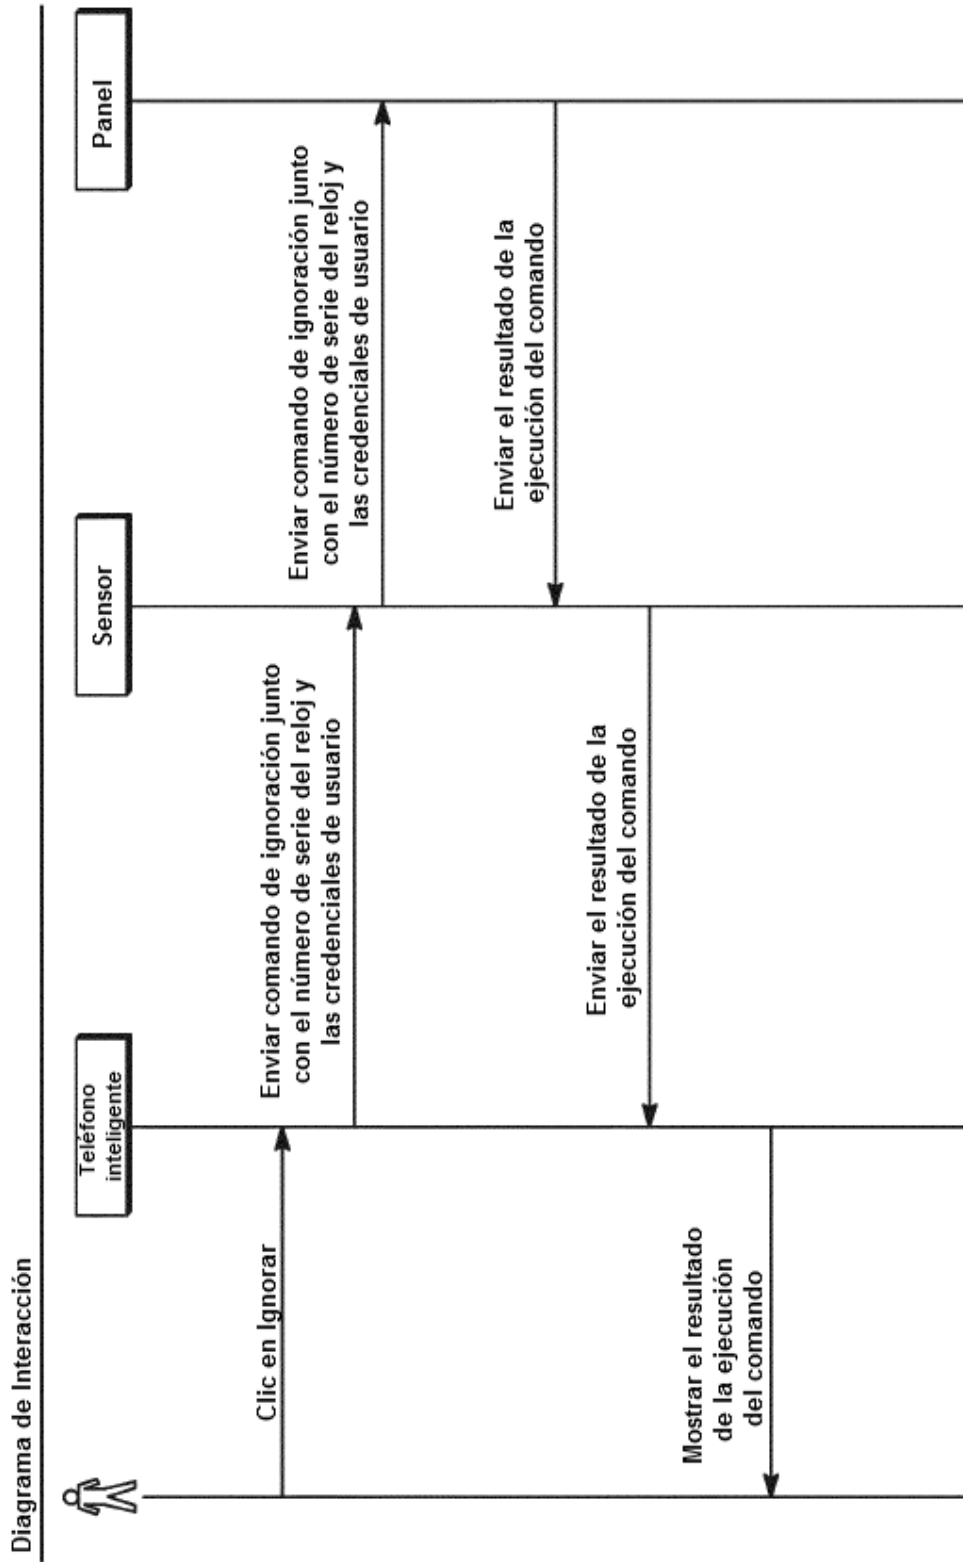 Diagrama de Interacción
Teléfono
inteligente
Sensor
Panel
Clic en Ignorar
Enviar comando de ignoración junto
con el número de serie del reloj y
las credenciales de usuario
Enviar comando de ignoración junto
con el número de serie del reloj y
las credenciales de usuario
Enviar el resultado de la
ejecución del comando
Enviar el resultado de la
ejecución del comando
Mostrar el resultado
de la ejecución
del comando